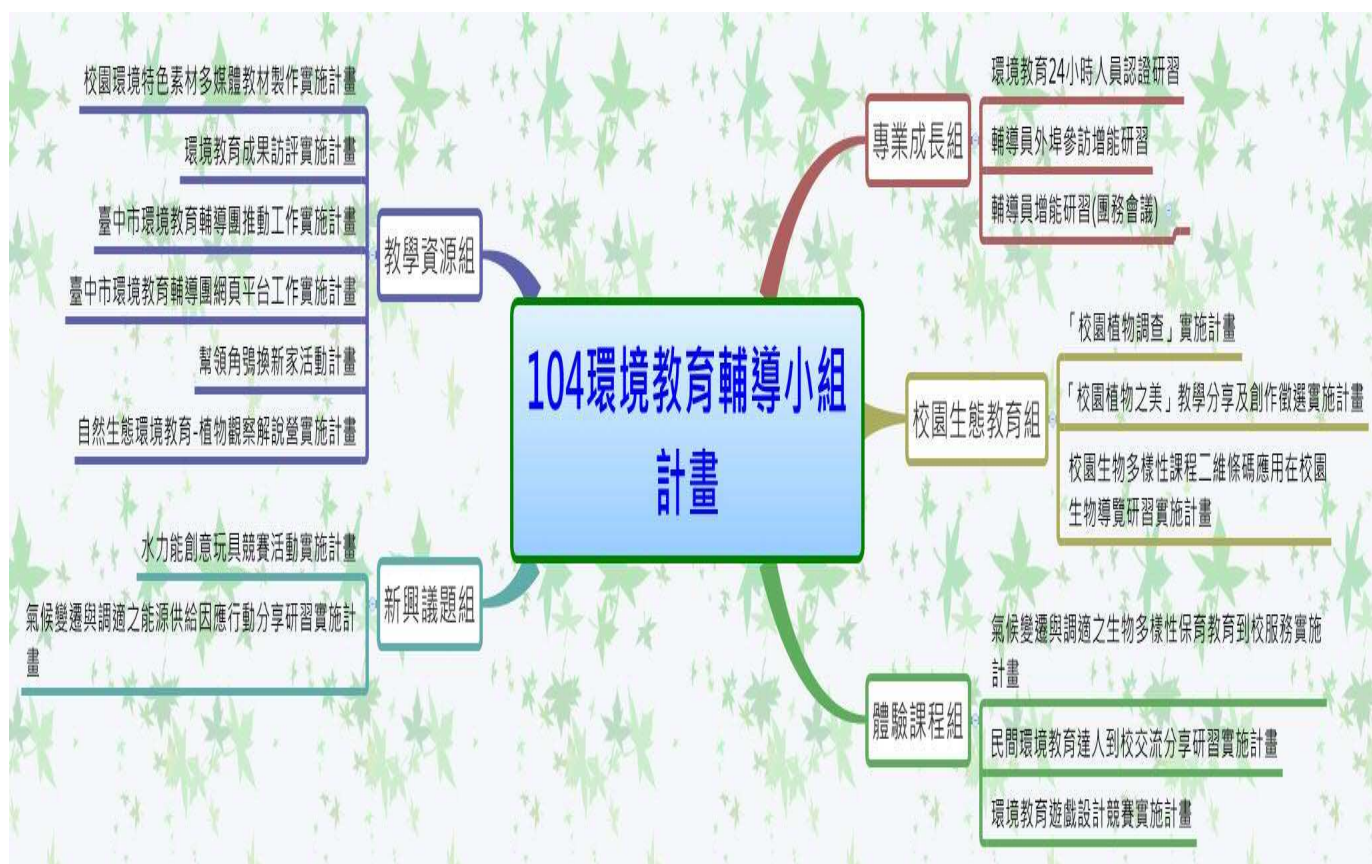 104環境教育輔導小組
計畫
專業成長組
環境教育24小時人員認證研習
輔導員外埠參訪增能研習
輔導員增能研習(團務會議)
校園生態教育組
「校園植物調查」實施計畫
「校園植物之美」教學分享及創作徵選實施計畫
校園生物多樣性課程二維條碼應用在校園
生物導覽研習實施計畫
體驗課程組
氣候變遷與調適之生物多樣性保育教育到校服務實施
計畫
民間環境教育達人到校交流分享研習實施計畫
環境教育遊戲設計競賽實施計畫
教學資源組
校園環境特色素材多媒體教材製作實施計畫
環境教育成果訪評實施計畫
臺中市環境教育輔導團推動工作實施計畫
臺中市環境教育輔導團網頁平台工作實施計畫
幫領角鴞換新家活動計畫
自然生態環境教育-植物觀察解說營實施計畫
新興議題組
水力能創意玩具競賽活動實施計畫
氣候變遷與調適之能源供給因應行動分享研習實施計
畫